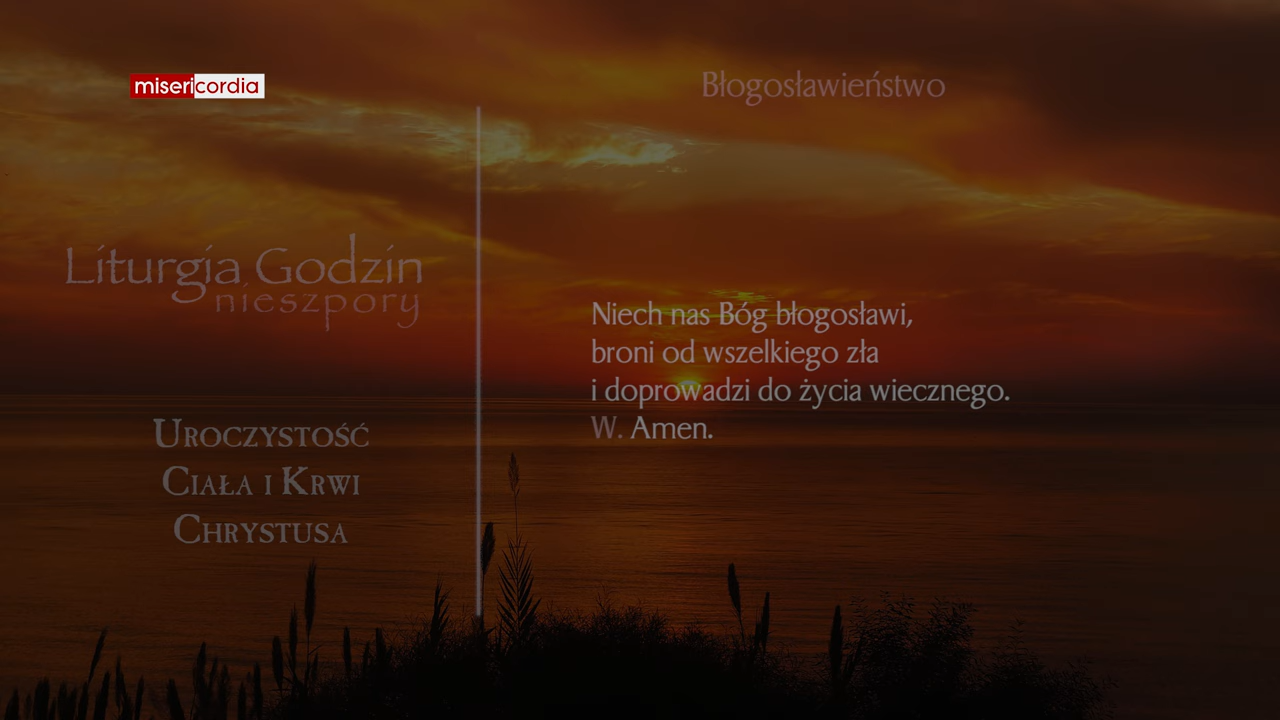 misericordia
Błogosławieństwo
Liturgia Godzin
nieszpory
Niech nas Bóg błogosławi,
broni od wszelkiego zła
i doprowadzi do życia wiecznego.
W. Amen.
Uroczystość
Ciała i Krwi
Chrystusa